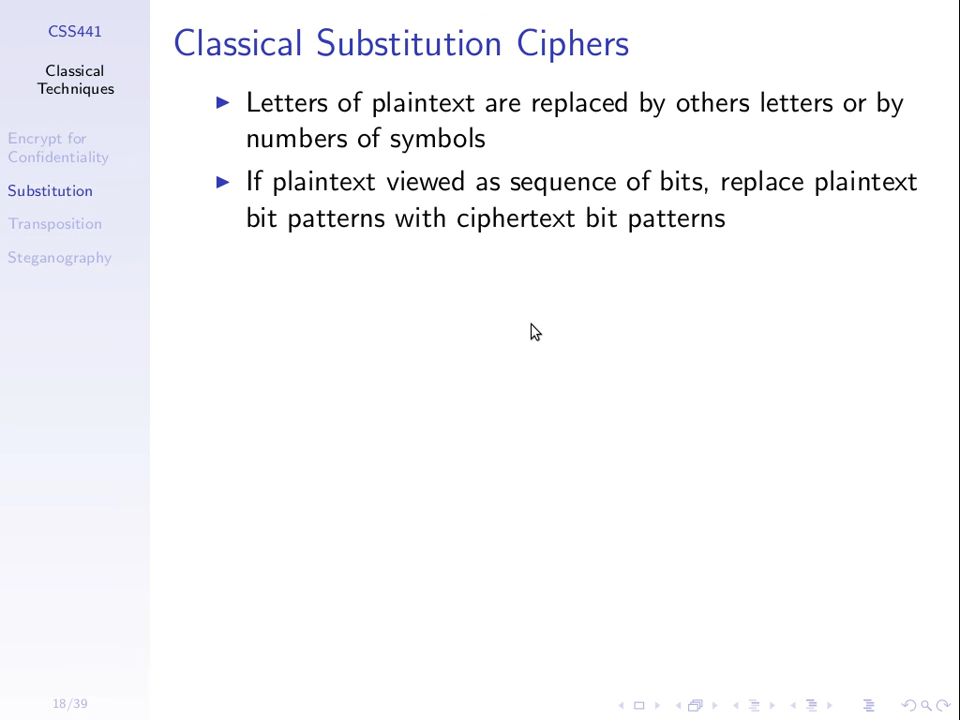 CSS441
Classical
Techniques
Encrypt for
Confidentiality
Substitution
Transposition
Steganography
18/39
Classical Substitution Ciphers
Letters of plaintext are replaced by others letters or by
numbers of symbols
If plaintext viewed as sequence of bits, replace plaintext
bit patterns with ciphertext bit patterns